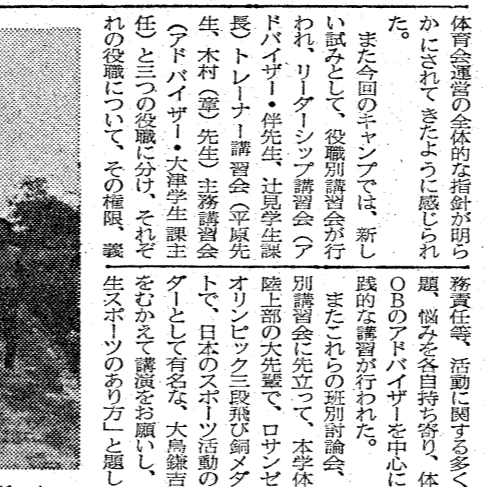 体育会運営の全体的な指針が明ら
かにされてきたように感じられ
た。
また今回のキャンプでは、新し
い試みとして、役職別講習会が行
われ、リーダーシップ講習会（ア
ドバイザー・伴先生、辻見学生課
長）トレーナー講習会（平原先
生、木村（章）先生）主務講習会
（アドバイザー・大津学生課主
任）と三つの役職に分け、それぞ
れの役職について、その権限、義
務責任等、活動に関する多く
題、悩みを各自持ち寄り、体
ＯＢのアドバイザーを中心に
践的な講習が行われた。
またこれらの班別討論会、
別講習会に先立って、本学体
陸上部の大先輩で、ロサンゼ
オリンピック三段飛び銅メダ
トで、日本のスポーツ活動の
ダーとして有名な、大島鎌吉
をむかえて講演をお願いし、
生スポーツのあり方」と題し